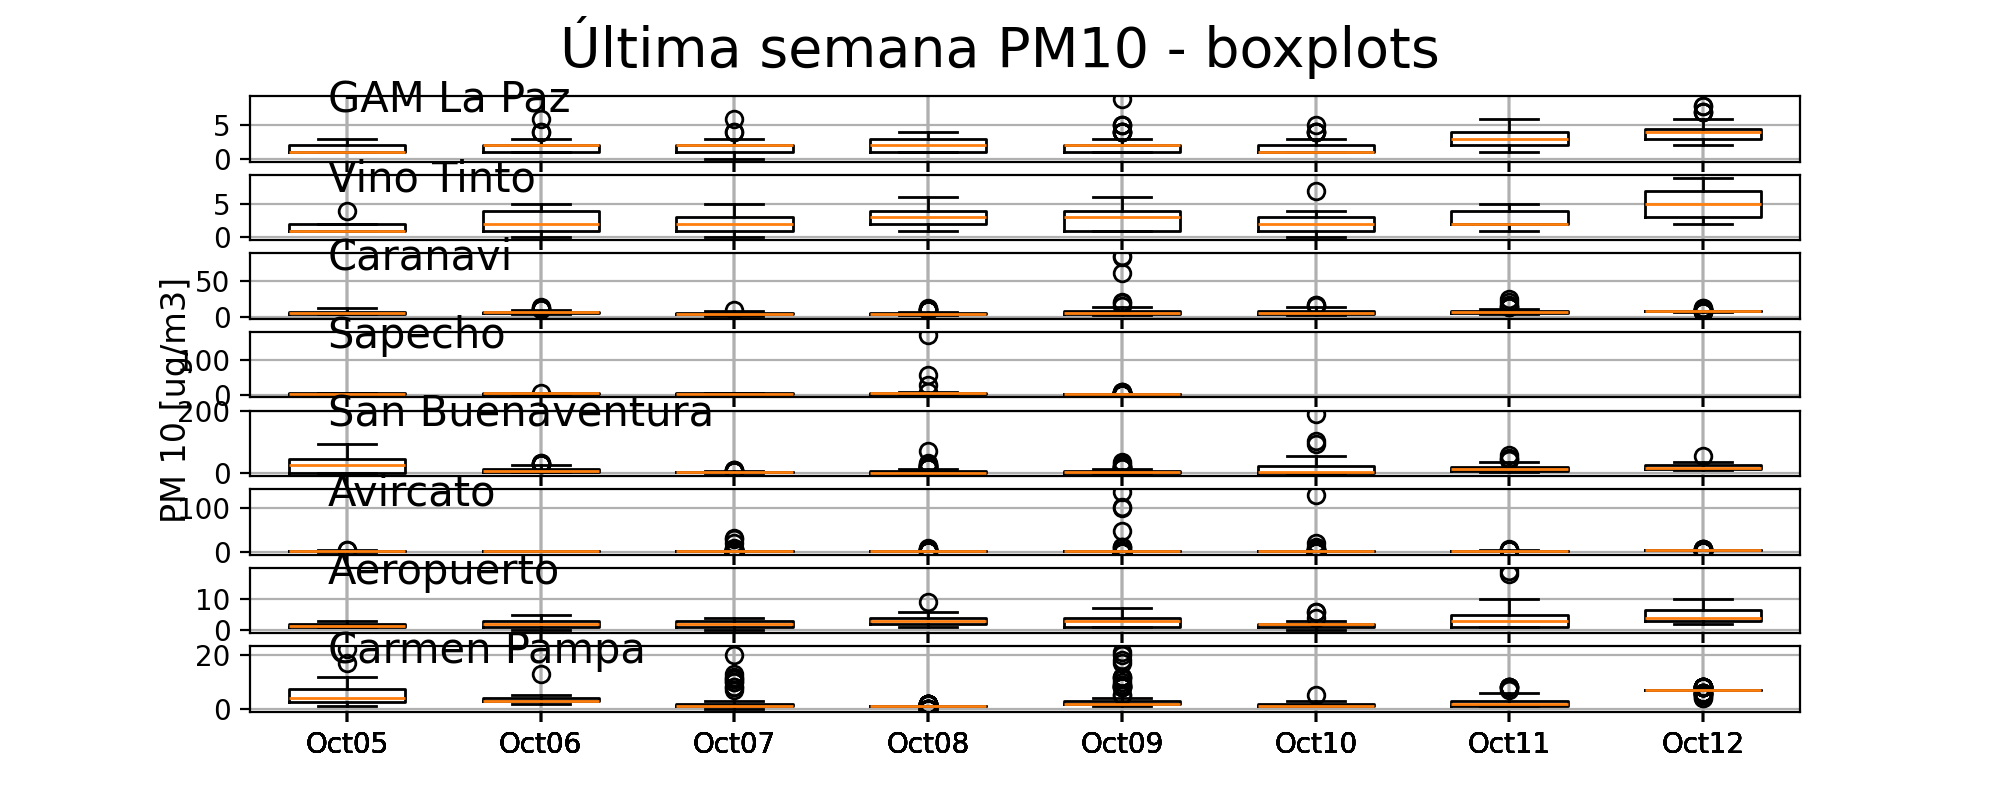 Última semana PM10 - boxplots
GAM La Paz
5
0
Vino Tinto
5
0
Caranavi
50
0
Sapecho
100
0
San Buenaventura
200
0
Avircato
100
0
Aeropuerto
10
0
Carmen Pampa
20
0
PM 10 [ug/m3]
Oct05 Oct06 Oct07 Oct08 Oct09 Oct10 Oct11 Oct12